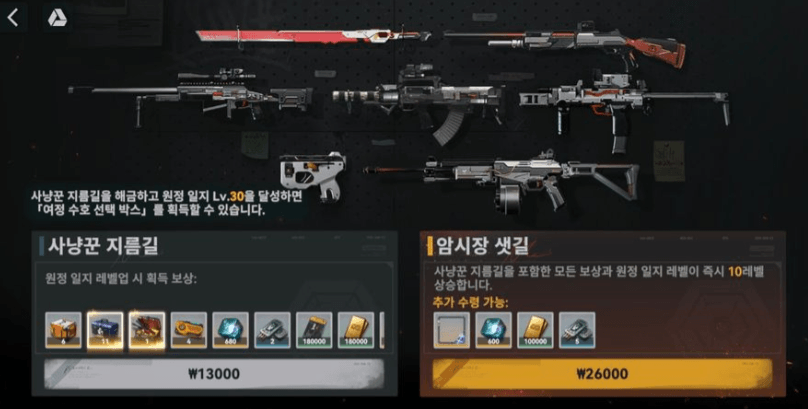 사냥꾼 지름길을 해금하고 원정 일지 Lv.30을 달성하면
「여정 수호 선택 박스」를 획득할 수 있습니다.
사냥꾼 지름길
원정 일지 레벨업 시 획득 보상:
6
11
1
4
680
2
180000
180000
₩13000
암시장 샛길
사냥꾼 지름길을 포함한 모든 보상과 원정 일지 레벨이 즉시 10레벨
상승합니다.
추가 수령 가능:
600
100000
5
₩26000